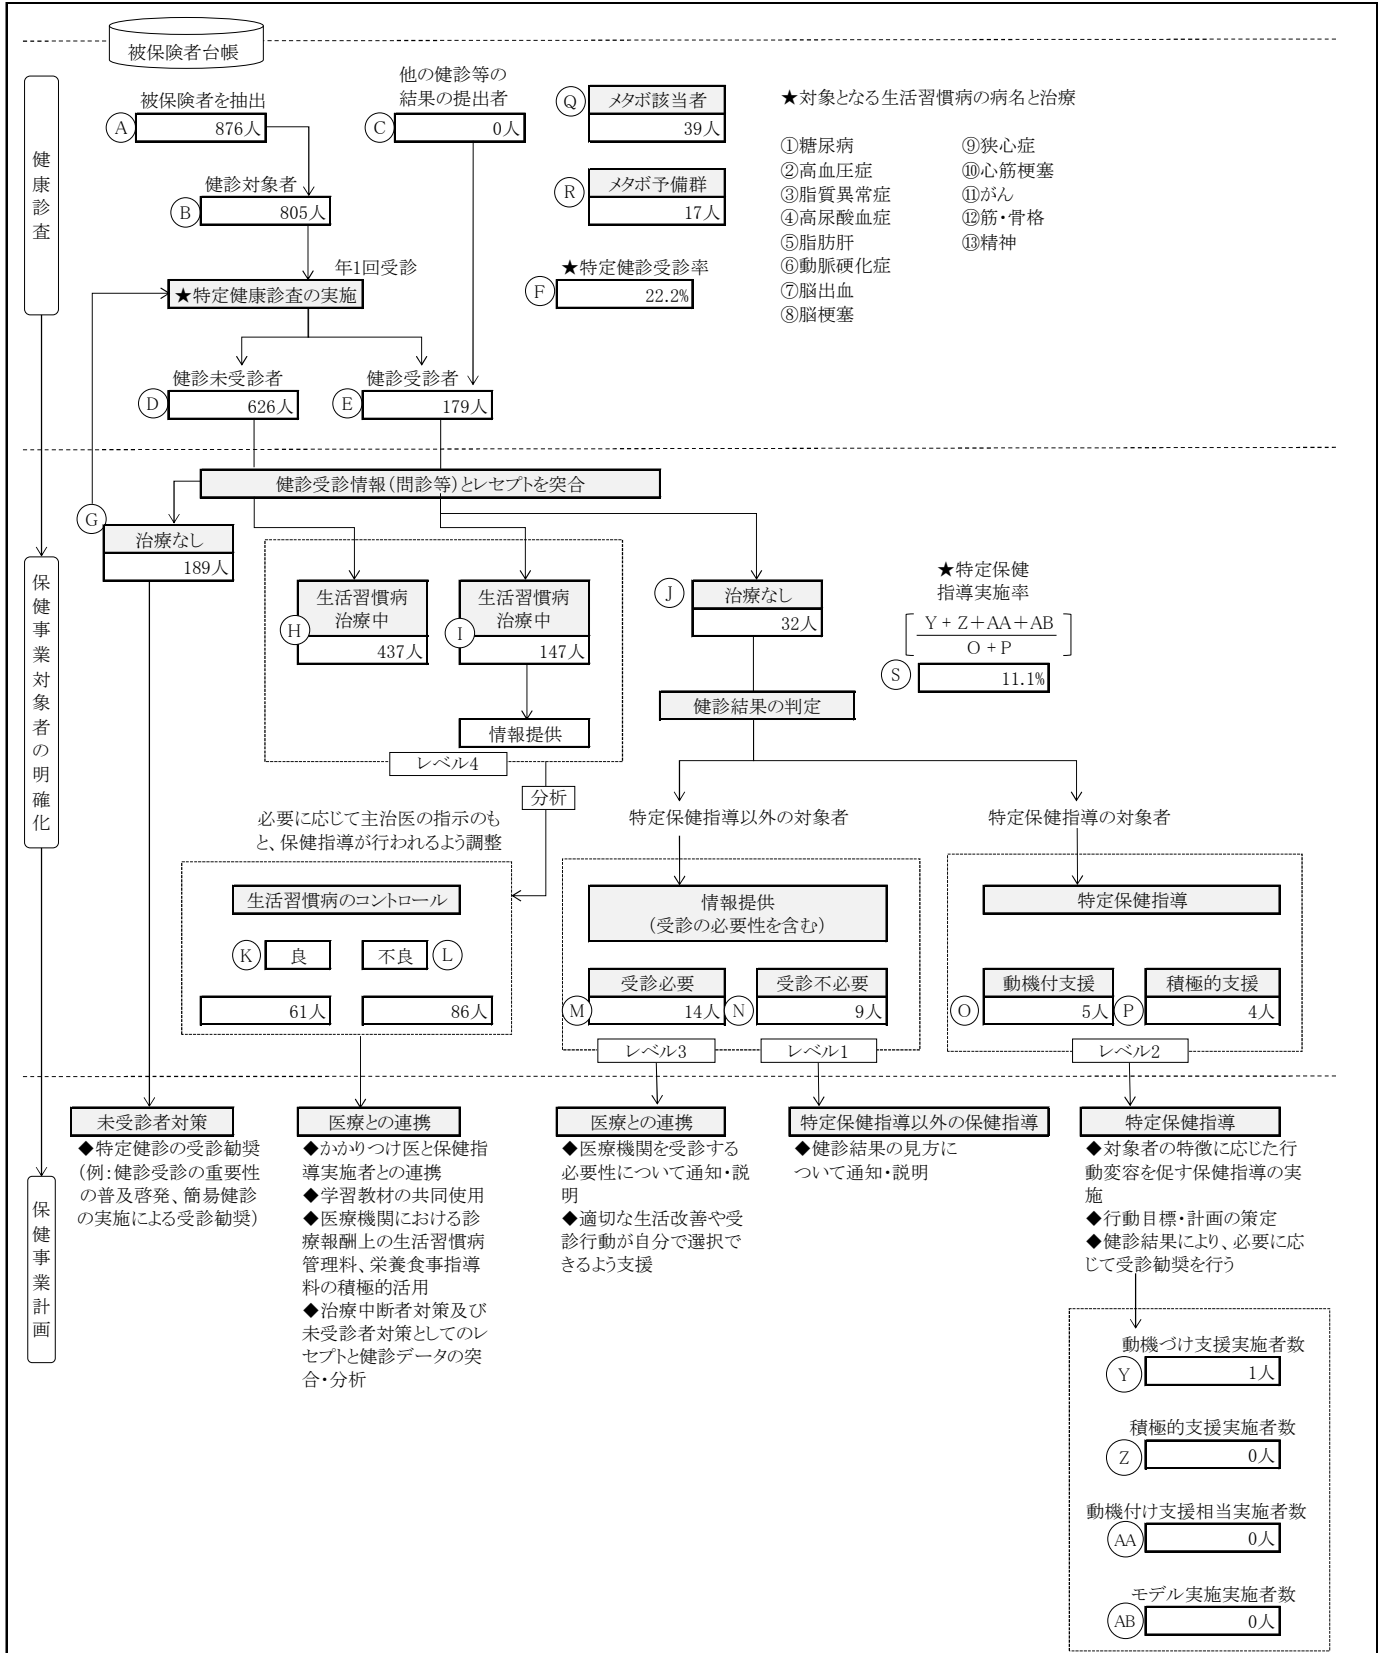 被保険者台帳
健康診査
被保険者を抽出
A
876人
他の健診等の
結果の提出者
C
0人
健診対象者
B
805人
年1回受診
★特定健康診査の実施
Q
メタボ該当者
39人
R
メタボ予備群
17人
★特定健診受診率
F
22.2%
★対象となる生活習慣病の病名と治療
①糖尿病
②高血圧症
③脂質異常症
④高尿酸血症
⑤脂肪肝
⑥動脈硬化症
⑦脳出血
⑧脳梗塞
⑨狭心症
⑩心筋梗塞
⑪がん
⑫筋・骨格
⑬精神
健診未受診者
D
626人
健診受診者
E
179人
保健事業対象者の明確化
健診受診情報(問診等)とレセプトを突合
G
治療なし
189人
生活習慣病
治療中
H
437人
生活習慣病
治療中
I
147人
情報提供
レベル4
分析
J
治療なし
32人
健診結果の判定
★特定保健
指導実施率
Y + Z+AA+AB
O +P
S
11.1%
必要に応じて主治医の指示のも
と、保健指導が行われるよう調整
生活習慣病のコントロール
K
良
不良
L
61人
86人
特定保健指導以外の対象者
情報提供
(受診の必要性を含む)
受診必要
M
14人
受診不必要
N
9人
レベル3
レベル1
特定保健指導の対象者
特定保健指導
動機付支援
O
5人
積極的支援
P
4人
レベル2
保健事業計画
未受診者対策
◆特定健診の受診勧奨
(例:健診受診の重要性
の普及啓発、簡易健診
の実施による受診勧奨)
医療との連携
◆かかりつけ医と保健指
導実施者との連携
◆学習教材の共同使用
◆医療機関における診
療報酬上の生活習慣病
管理料、栄養食事指導
料の積極的活用
◆治療中断者対策及び
未受診者対策としてのレ
セプトと健診データの突
合・分析
医療との連携
◆医療機関を受診する
必要性について通知・説
明
◆適切な生活改善や受
診行動が自分で選択で
きるよう支援
特定保健指導以外の保健指導
◆健診結果の見方に
ついて通知・説明
特定保健指導
◆対象者の特徴に応じた行
動変容を促す保健指導の実
施
◆行動目標・計画の策定
◆健診結果により、必要に応
じて受診勧奨を行う
動機づけ支援実施者数
Y
1人
積極的支援実施者数
Z
0人
動機付け支援相当実施者数
AA
0人
モデル実施実施者数
AB
0人